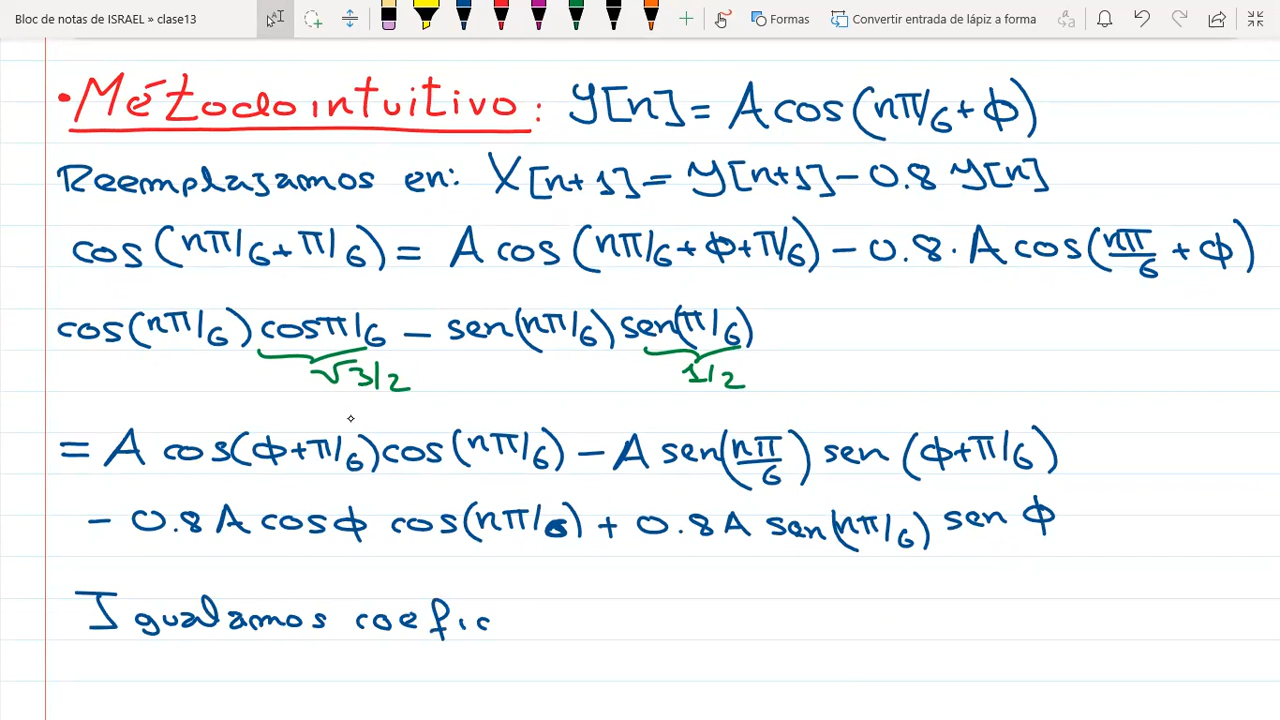 Bloc de notas de ISRAEL » clase13
Formas
Convertir entrada de lápiz a forma
• Método intuitivo: y[n] = A cos(nπ/6 + φ)
Reemplazamos en: X[n+1] = y[n+1] - 0.8 y[n]
cos(nπ/6 + π/6) = A cos(nπ/6 + φ + π/6) - 0.8 · A cos(nπ/6 + φ)
cos(nπ/6) cosπ/6 - sen(nπ/6) sen(π/6)
√3/2 1/2
= A cos(φ+π/6)cos(nπ/6) - A sen(nπ/6) sen(φ+π/6)
- 0.8 A cosφ cos(nπ/6) + 0.8 A sen(nπ/6) sen φ
Igualamos coefic